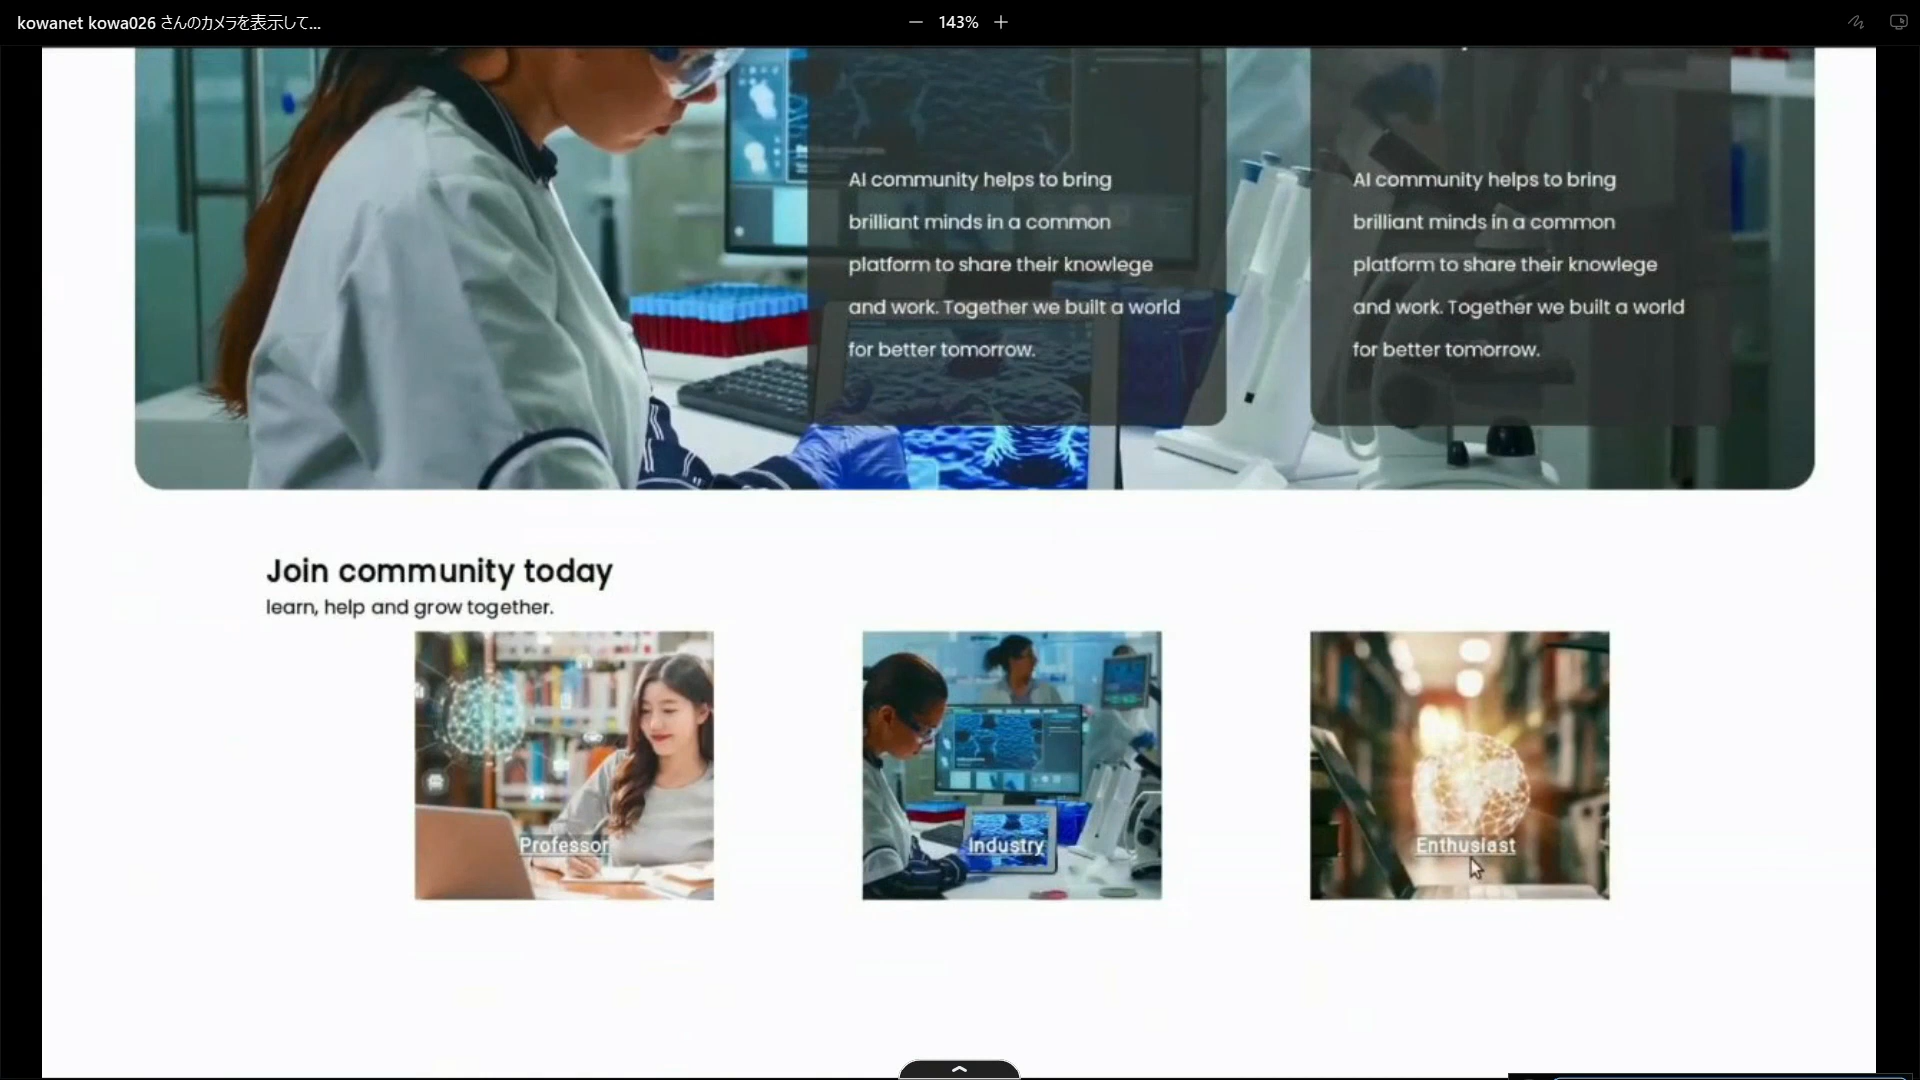 kowanet kowa026 さんのカメラを表示して...
143%
AI community helps to bring
brilliant minds in a common
platform to share their knowlege
and work. Together we built a world
for better tomorrow.
AI community helps to bring
brilliant minds in a common
platform to share their knowlege
and work. Together we built a world
for better tomorrow.
Join community today
learn, help and grow together.
Professor
Industry
Enthusiast